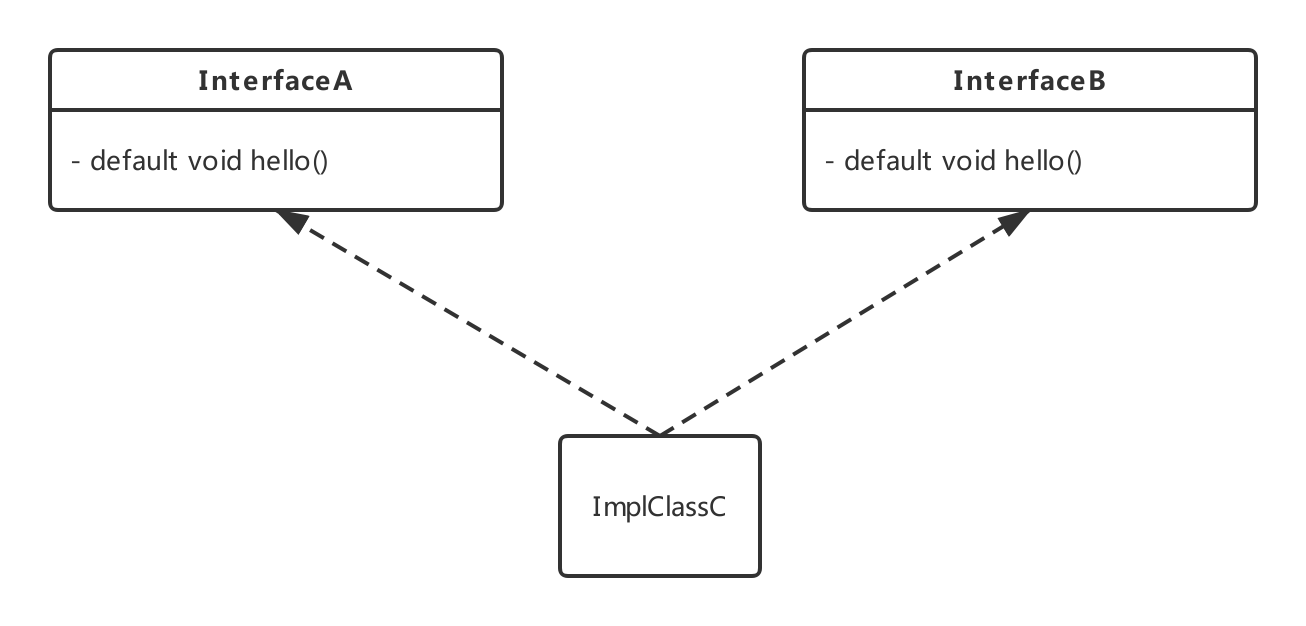 InterfaceA
- default void hello()
InterfaceB
- default void hello()
ImplClassC